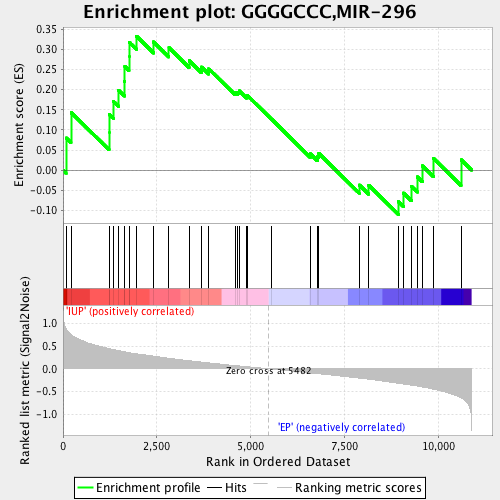 Enrichment plot: GGGGCCC,MIR-296
Enrichment score (ES)
0.35
0.30
0.25
0.20
0.15
0.10
0.05
0.00
-0.05
-0.10
Ranked list metric (Signal2Noise)
1.0
0.5
0.0
-0.5
-1.0
'IUP' (positively correlated)
Zero cross at 5482
'EP' (negatively correlated)
0
2,500
5,000
7,500
10,000
Rank in Ordered Dataset
Enrichment profile
Hits
Ranking metric scores